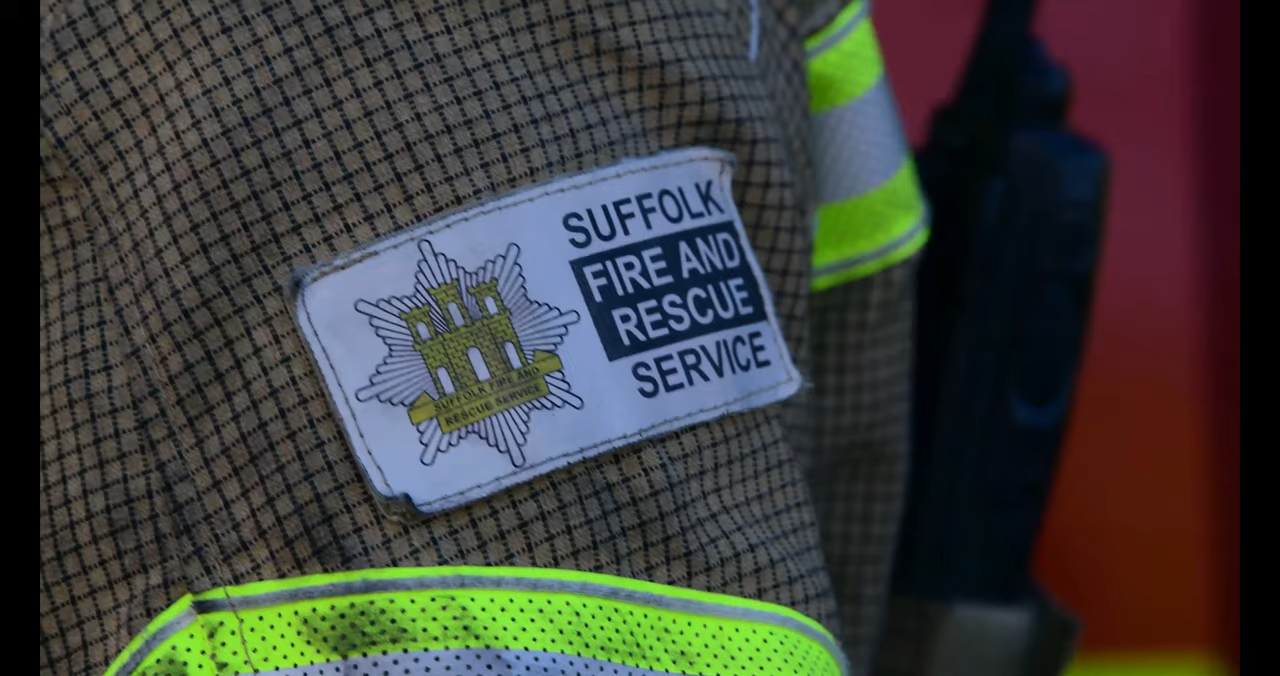 SUFFOLK
FIRE AND
RESCUE
SERVICE
SUFFOLK FIRE AND
RESCUE SERVICE